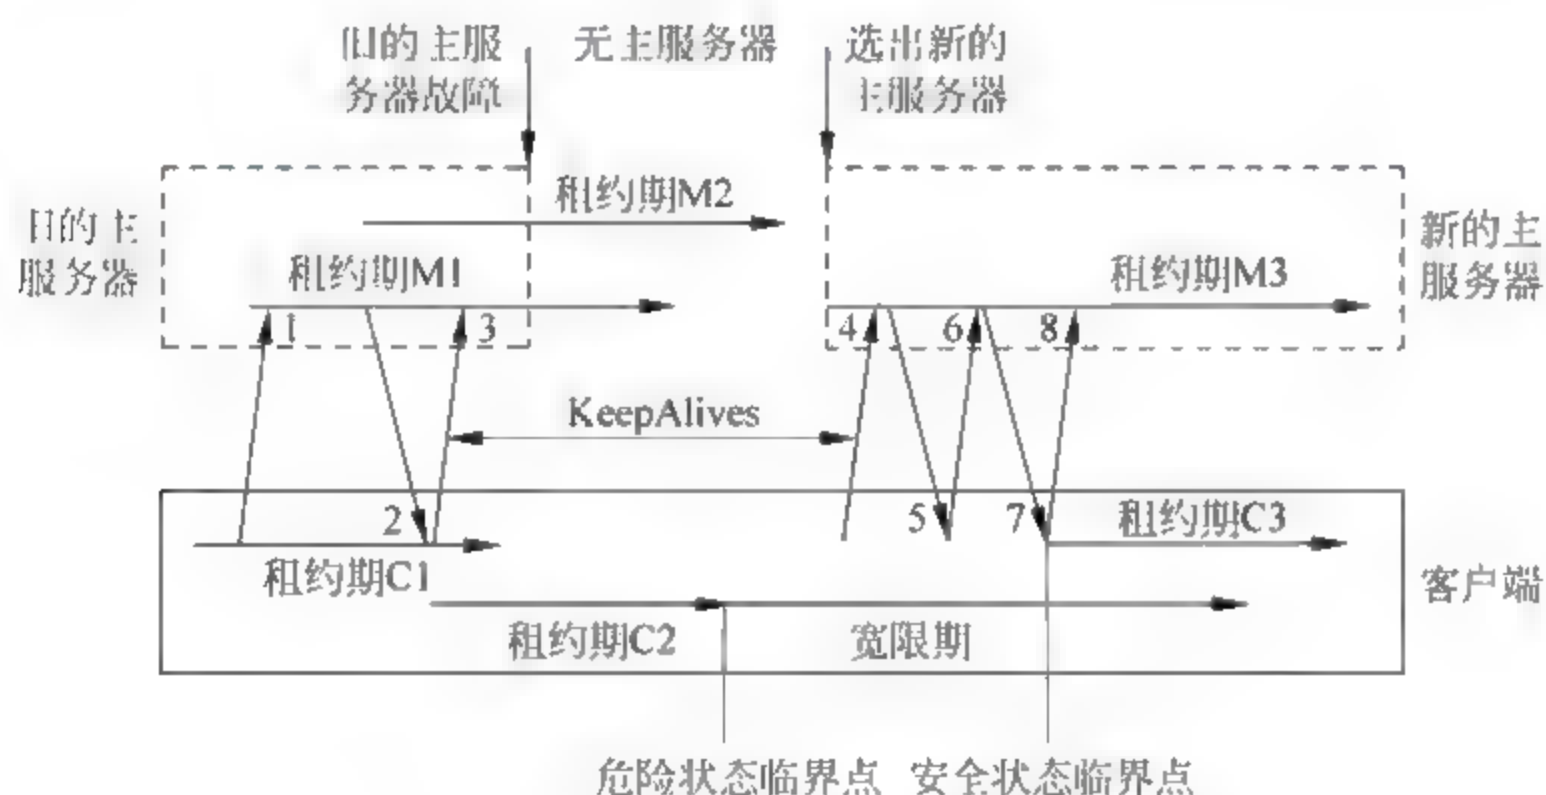 旧的主服
务器故障
无主服务器
选出新的
主服务器
旧的主
服务器
租约期M2
租约期M1
租约期M3
新的主
服务器
1
3
4
6
8
KeepAlives
2
5
7
租约期C3
租约期C1
客户端
租约期C2
宽限期
危险状态临界点
安全状态临界点